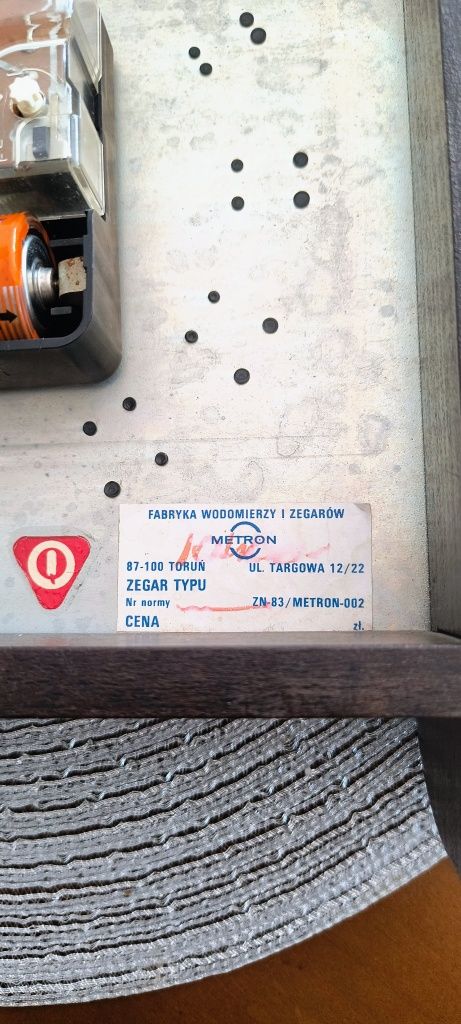 FABRYKA WODOMIERZY I ZEGARÓW
METRON
87-100 TORUŃ UL. TARGOWA 12/22
ZEGAR TYPU
Nr normy ZN-83/METRON-002
CENA zł.
Q